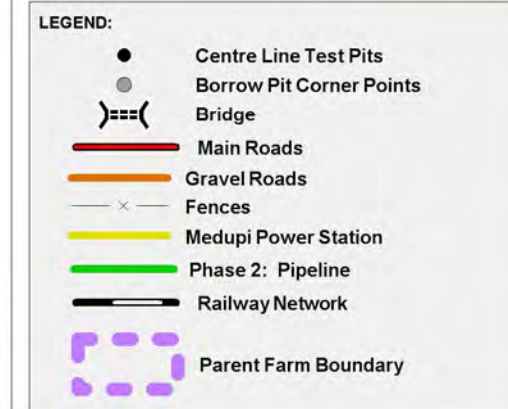 LEGEND:
Centre Line Test Pits
Borrow Pit Corner Points
Bridge
Main Roads
Gravel Roads
Fences
Medupi Power Station
Phase 2: Pipeline
Railway Network
Parent Farm Boundary